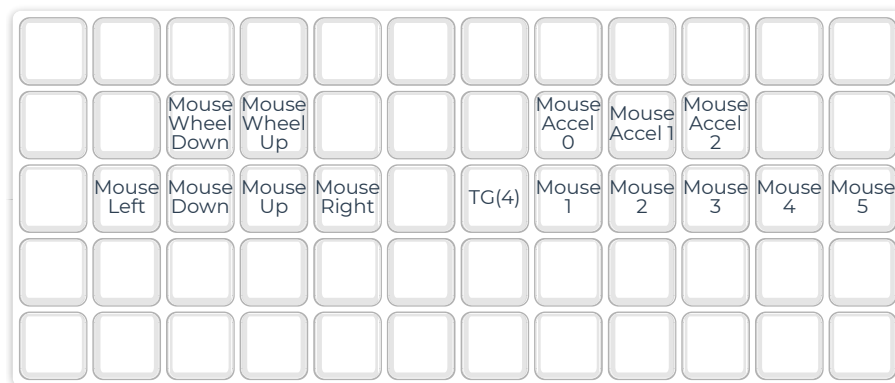 Mouse
Wheel
Down
Mouse
Wheel
Up
Mouse
Accel
0
Mouse
Accel 1
Mouse
Accel
2
Mouse
Left
Mouse
Down
Mouse
Up
Mouse
Right
TG(4)
Mouse
1
Mouse
2
Mouse
3
Mouse
4
Mouse
5